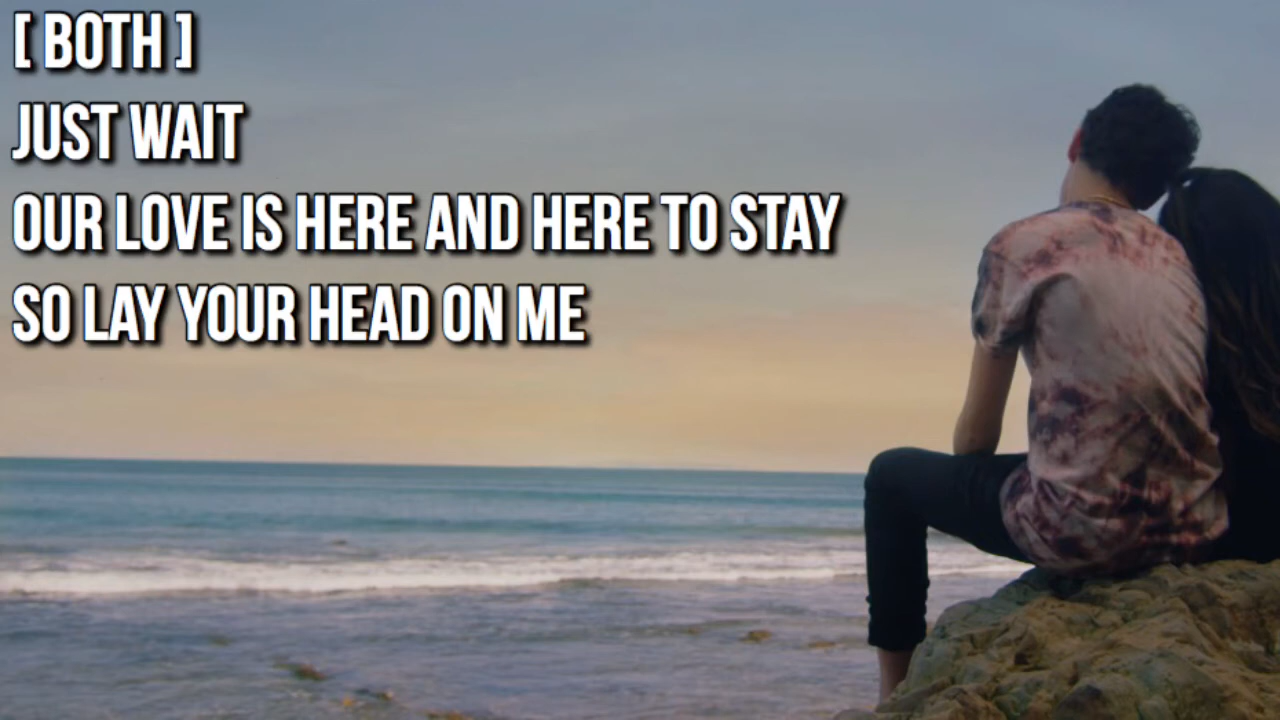 [ BOTH ]
JUST WAIT
OUR LOVE IS HERE AND HERE TO STAY
SO LAY YOUR HEAD ON ME